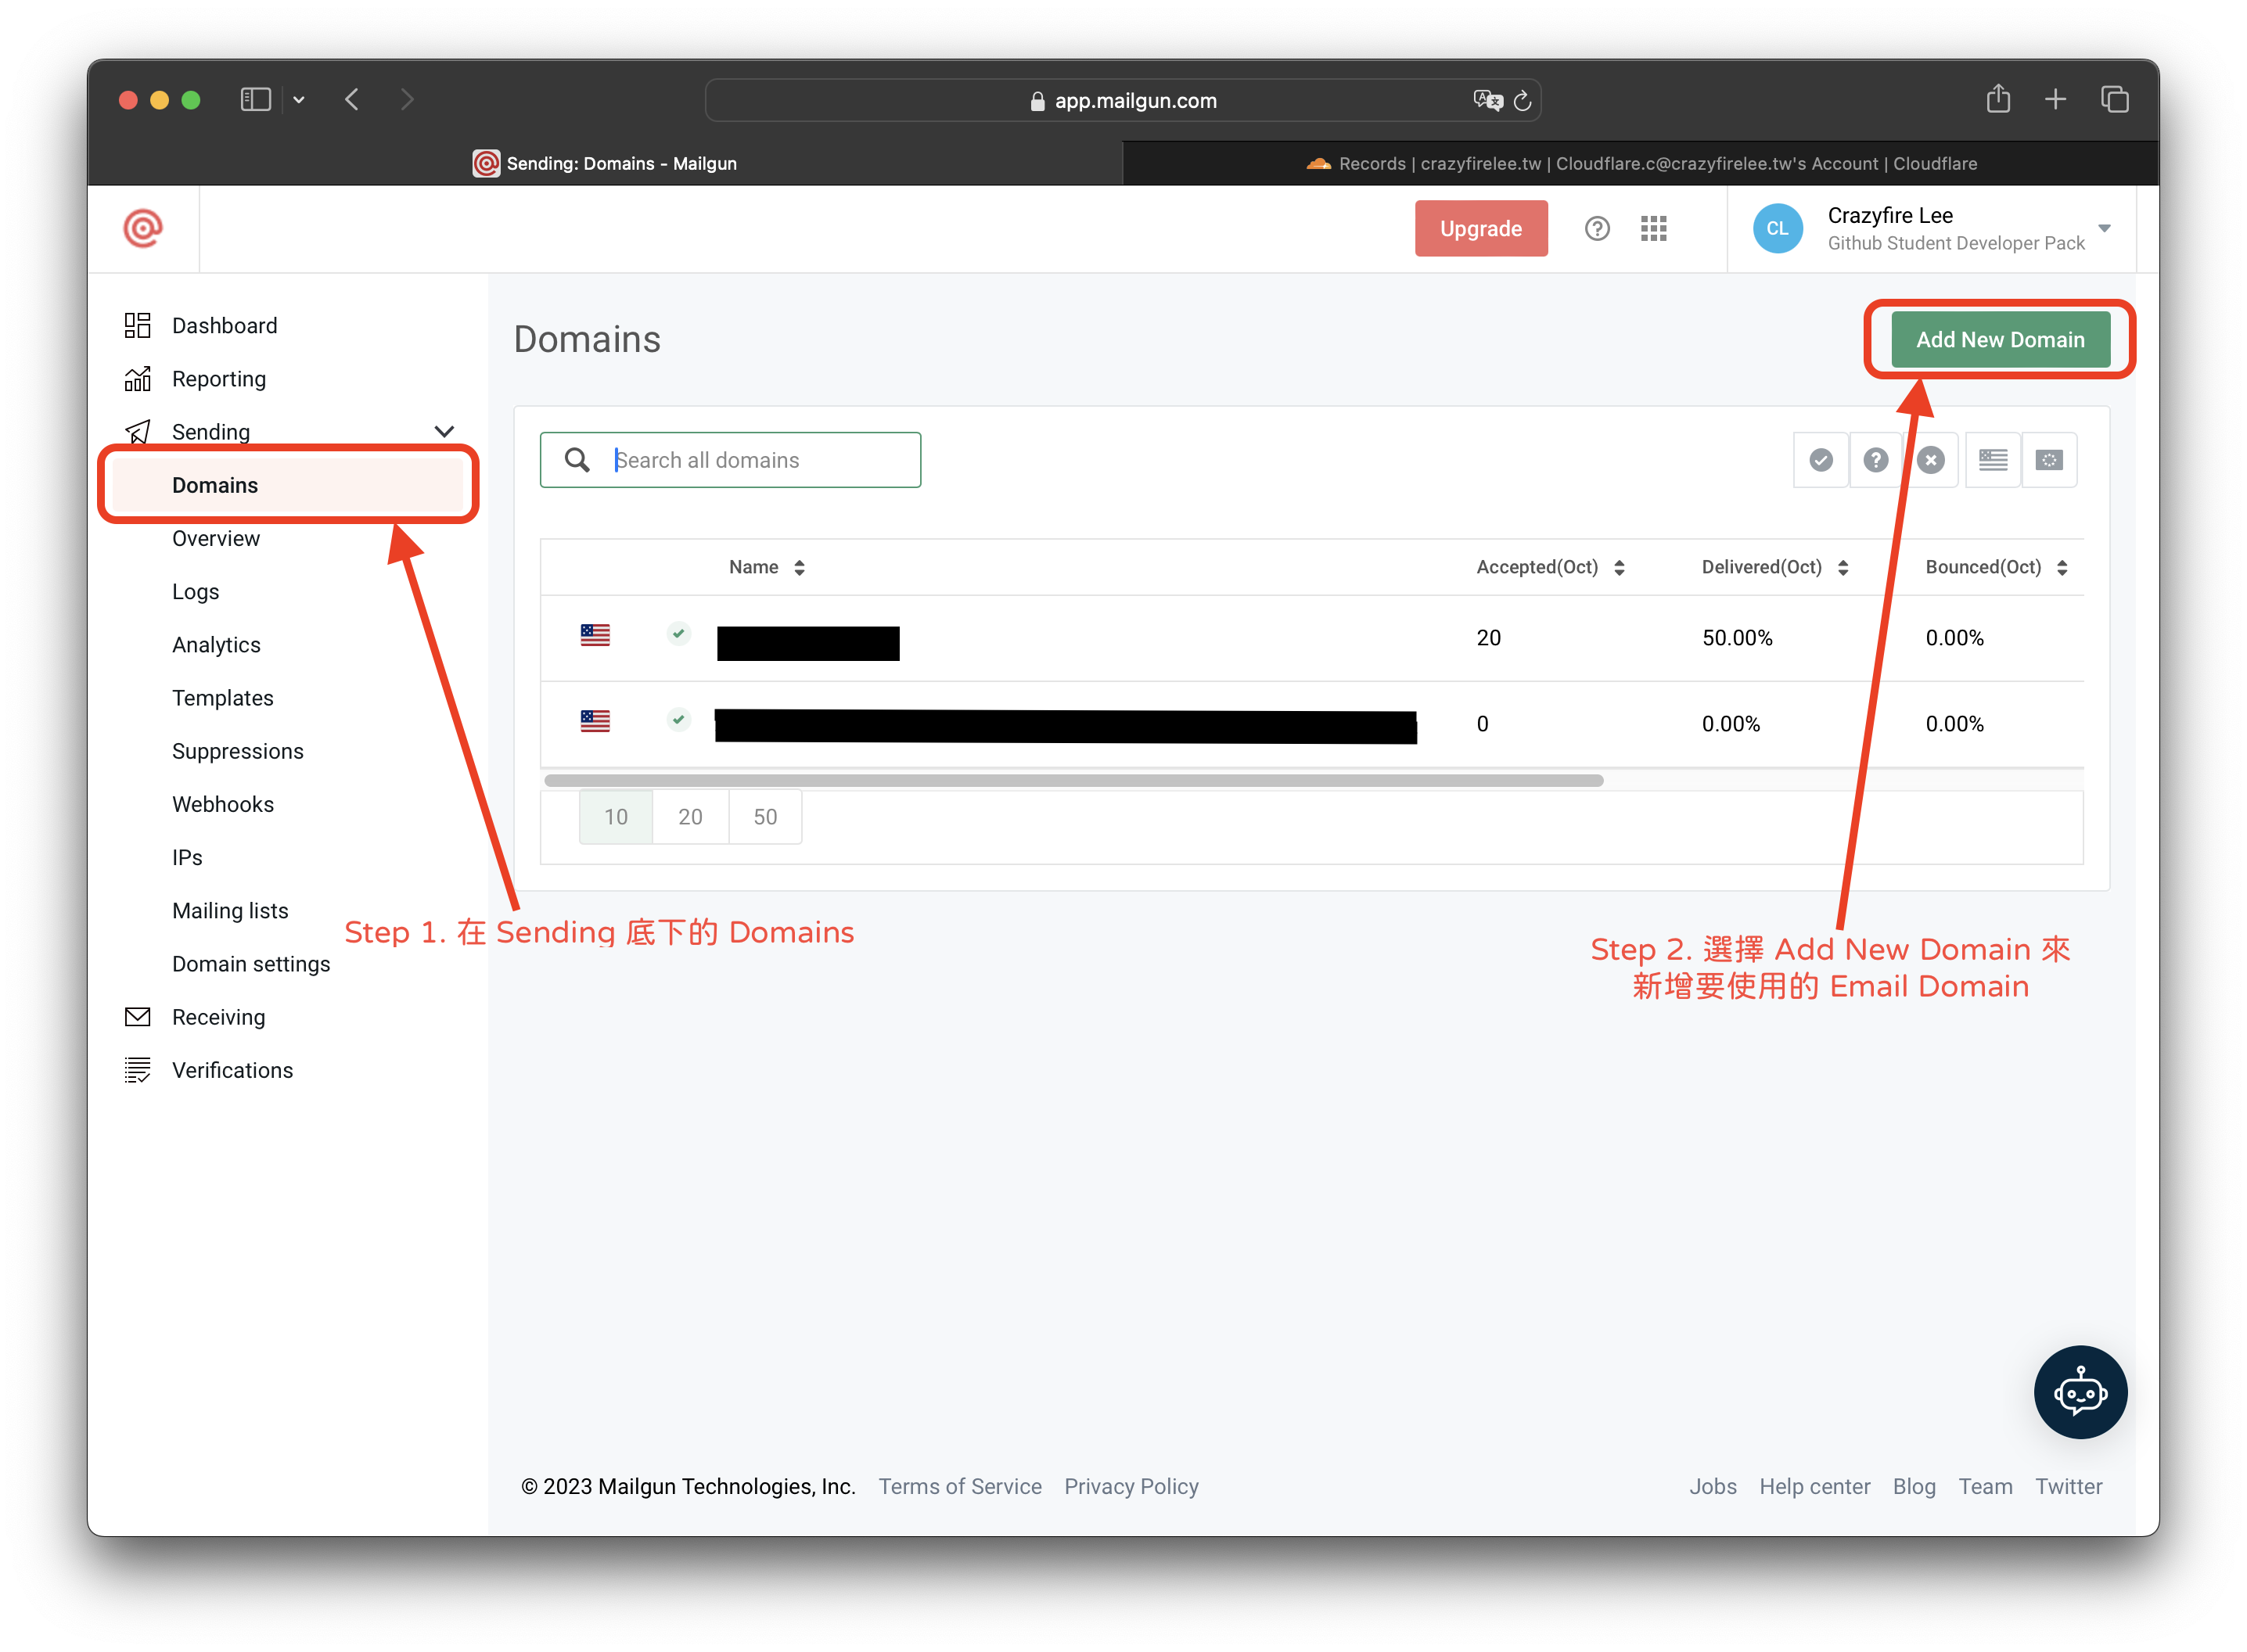 app.mailgun.com
Sending: Domains - Mailgun
Records | crazyfirelee.tw | Cloudflare.c@crazyfirelee.tw's Account | Cloudflare
Upgrade
CL
Crazyfire Lee
Github Student Developer Pack
Dashboard
Reporting
Sending
Domains
Overview
Logs
Analytics
Templates
Suppressions
Webhooks
IPs
Mailing lists
Domain settings
Receiving
Verifications
Domains
Add New Domain
Search all domains
Name Accepted(Oct) Delivered(Oct) Bounced(Oct)
20 50.00% 0.00%
0 0.00% 0.00%
10 20 50
Step 1. 在 Sending 底下的 Domains
Step 2. 選擇 Add New Domain 來
新增要使用的 Email Domain
© 2023 Mailgun Technologies, Inc. Terms of Service Privacy Policy
Jobs Help center Blog Team Twitter